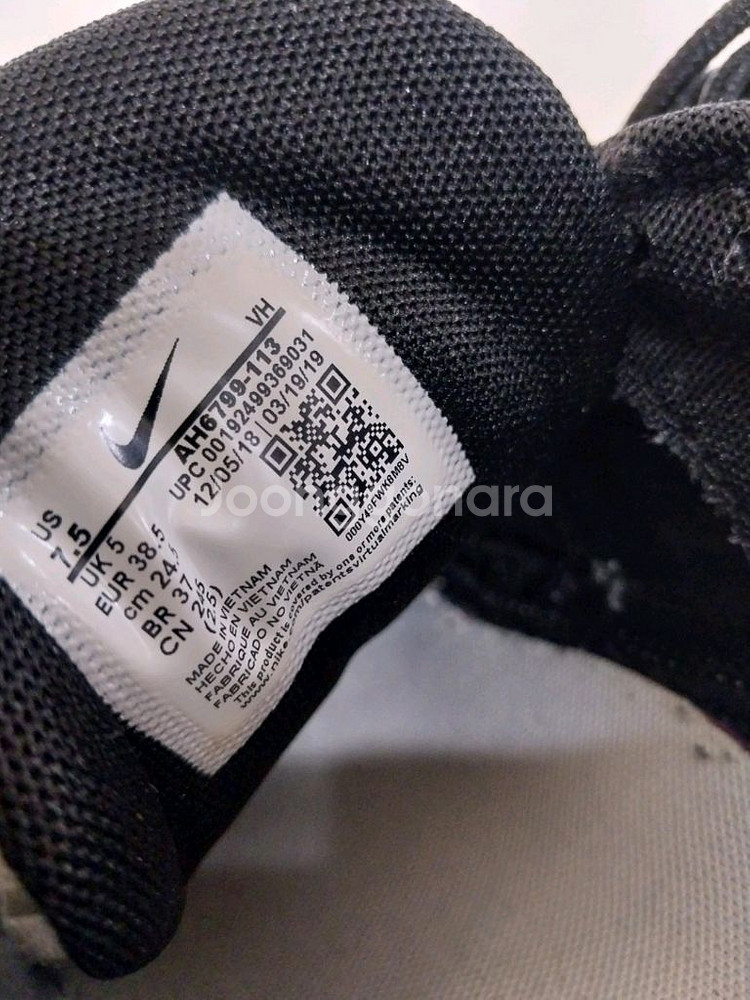 VH
AH6799-113
UPC 00192499369031
12/05/18 | 03/19/19
000Y49FWK8M8V
US
7.5
UK 5
EUR 38.5
cm 24.5
BR 37
CN
(2.5)
MADE IN VIETNAM
HECHO EN VIETNAM
FABRIQUE AU VIETNAM
FABRICADO NO VIETNÃ
This product is covered by one or more patents:
www.nike.com/patentsvirtualmarking